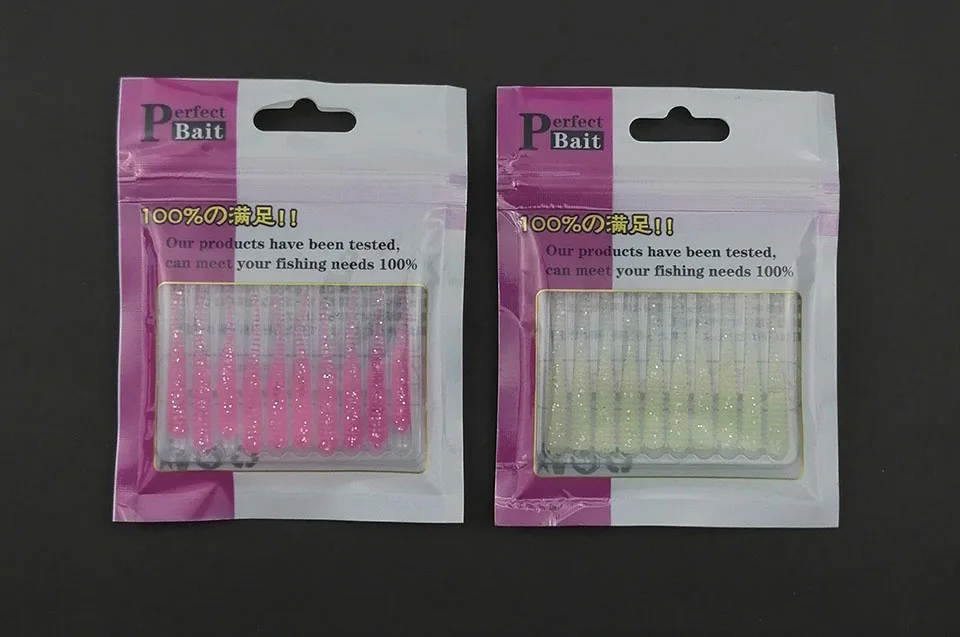 Perfect
Bait
100%の満足!!
Our products have been tested,
can meet your fishing needs 100%
Perfect
Bait
100%の満足!!
Our products have been tested,
can meet your fishing needs 100%